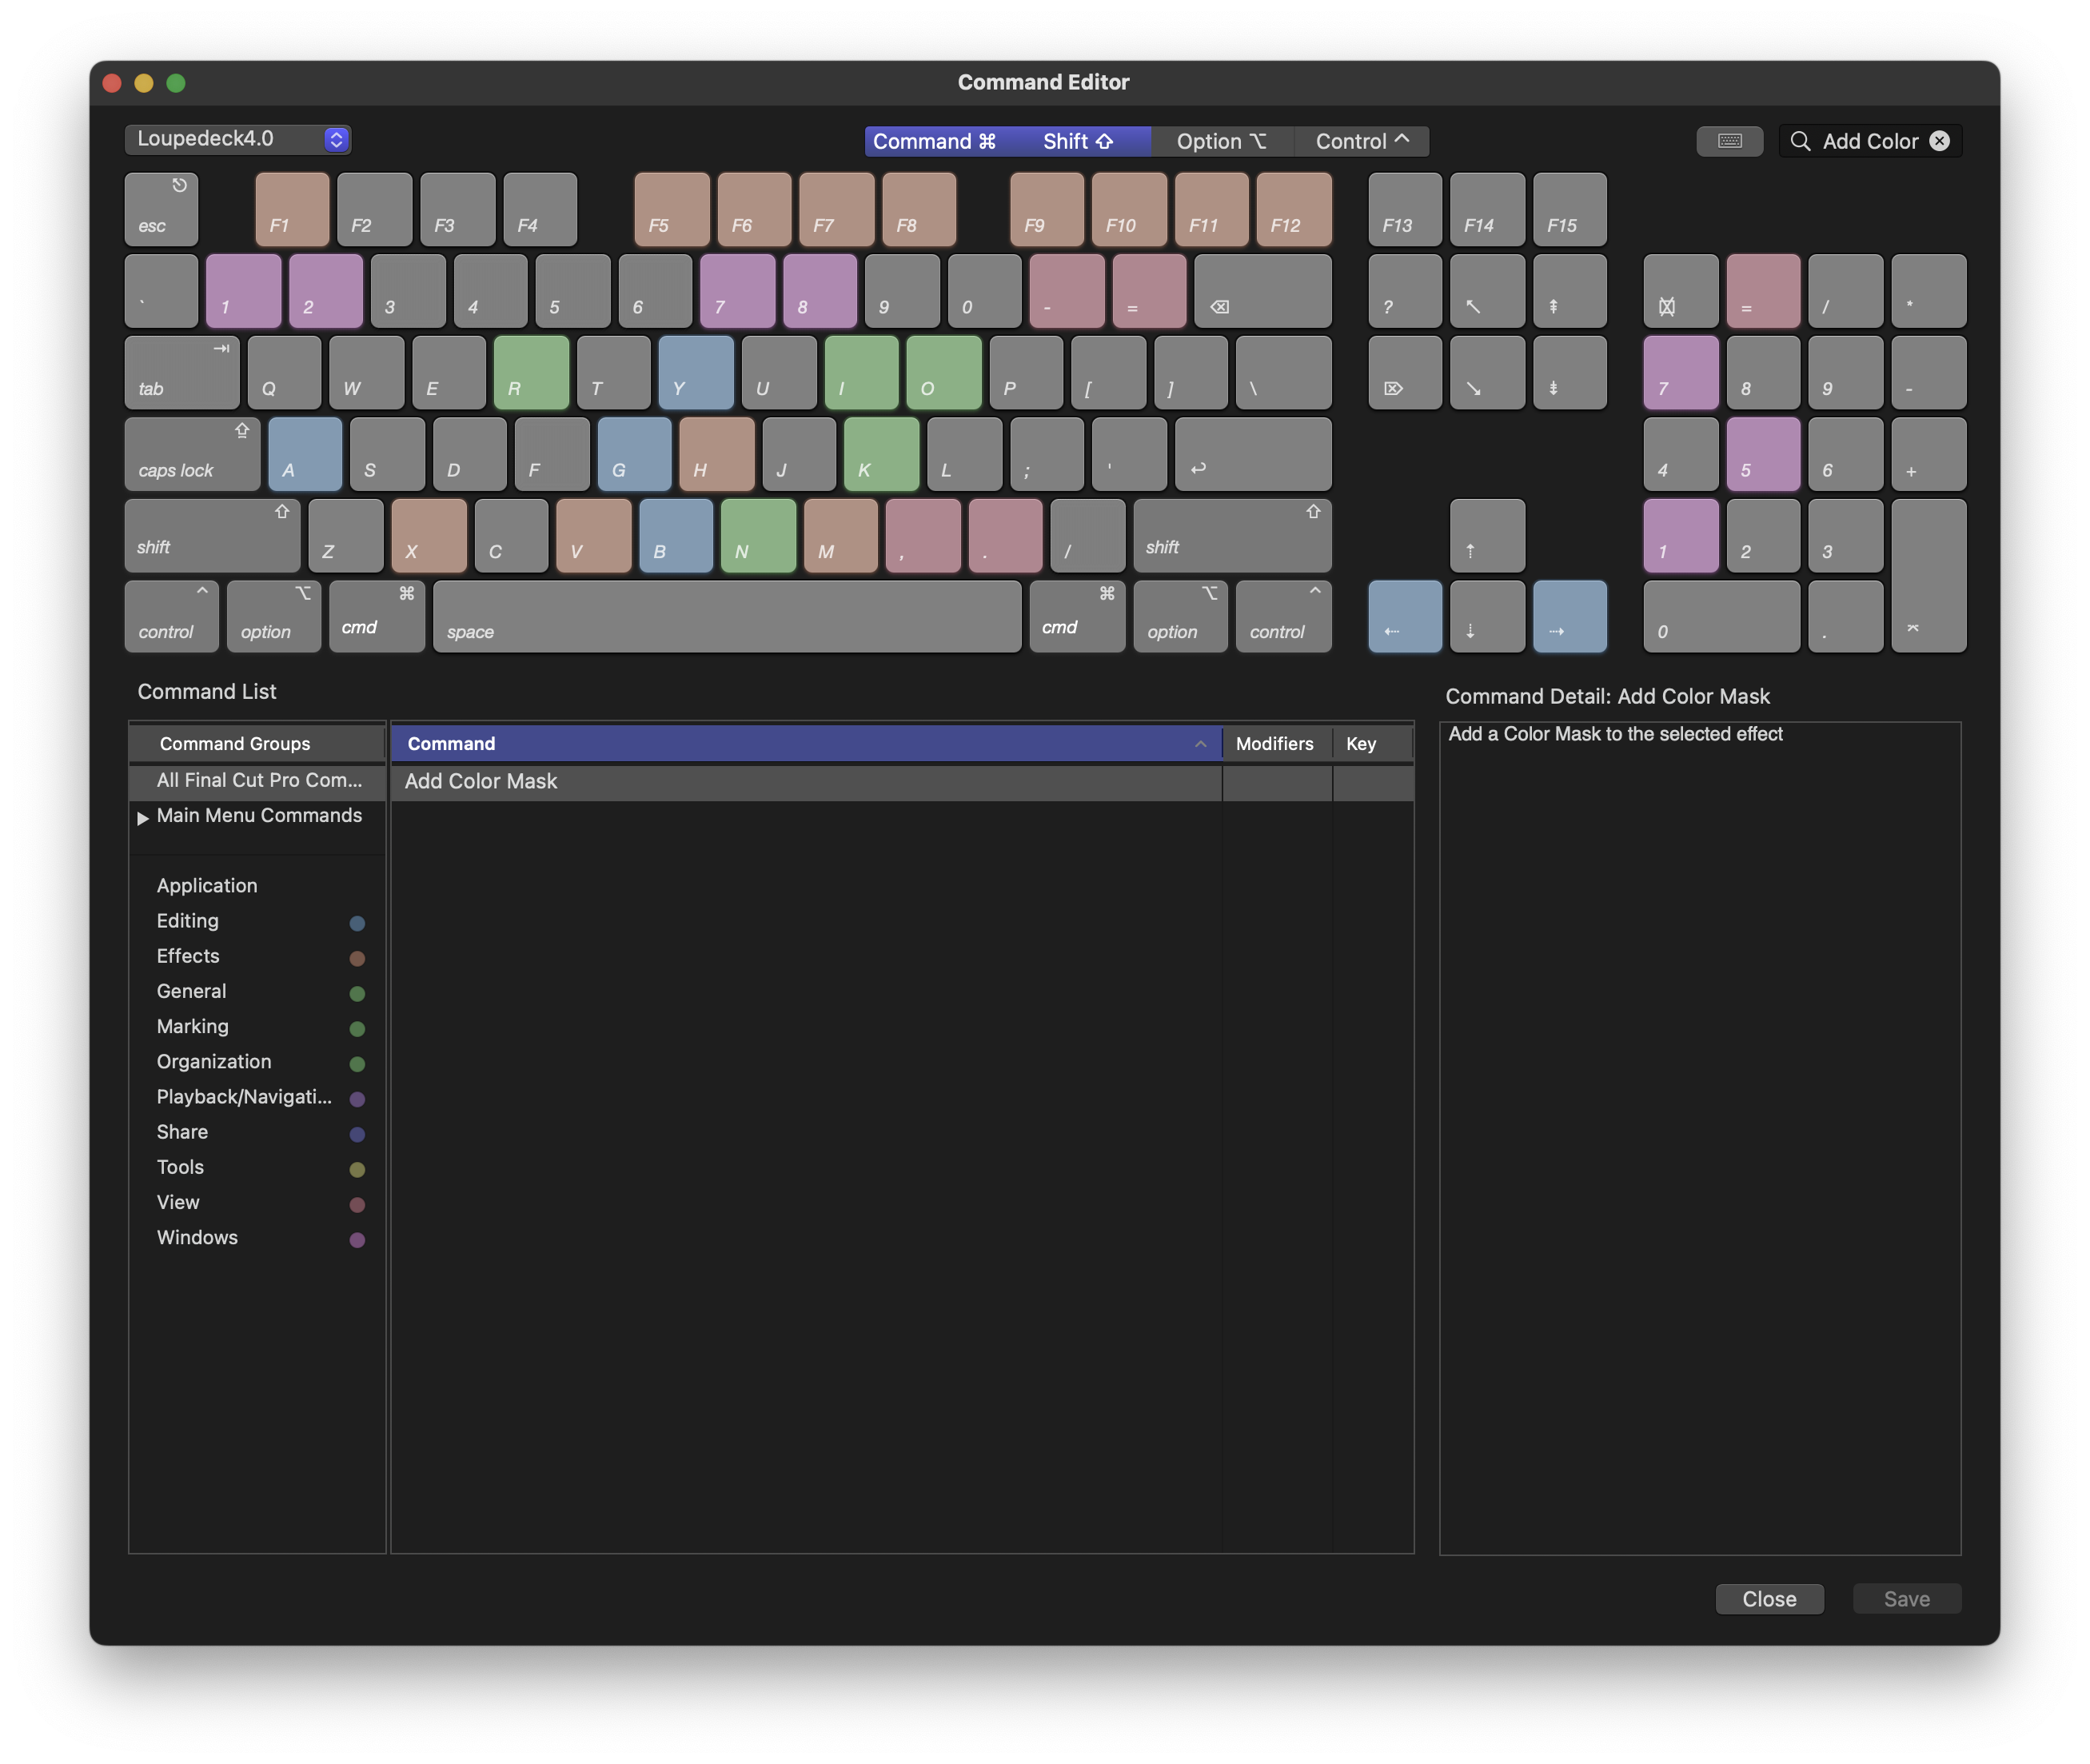 Command Editor
Loupedeck4.0
Command ⌘ Shift ⇧ Option ⌥ Control ^
Add Color
esc F1 F2 F3 F4 F5 F6 F7 F8 F9 F10 F11 F12 F13 F14 F15
` 1 2 3 4 5 6 7 8 9 0 - = ⌫ ? ↖ ⇞ = / *
tab ⇥ Q W E R T Y U I O P [ ] \ ⌦ ↘ ⇟ 7 8 9 -
caps lock A S D F G H J K L ; ' ↩ 4 5 6 +
shift ⇧ Z X C V B N M , . / shift ⇧ ⇡ 1 2 3
control ^ option ⌥ cmd ⌘ space cmd ⌘ option ⌥ control ^ ⇠ ⇣ ⇢ 0 . ⌤
Command List
Command Detail: Add Color Mask
Command Groups
Command Modifiers Key
Add a Color Mask to the selected effect
All Final Cut Pro Com...
Add Color Mask
Main Menu Commands
Application
Editing
Effects
General
Marking
Organization
Playback/Navigati...
Share
Tools
View
Windows
Close Save